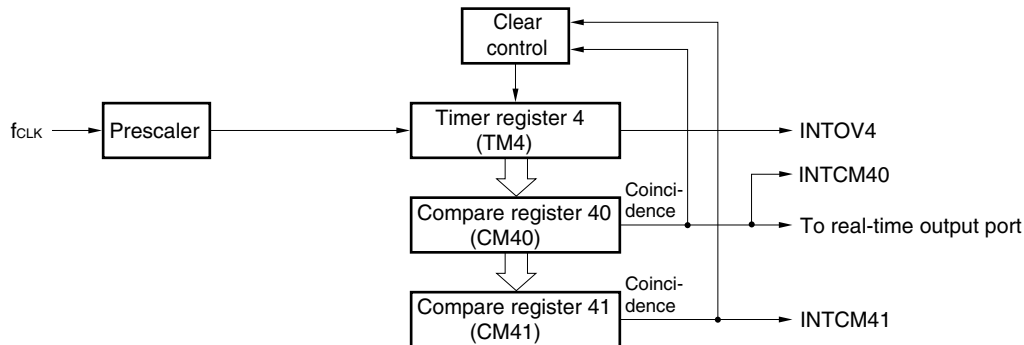 Clear
control
fCLK
Prescaler
Timer register 4
(TM4)
INTOV4
INTCM40
Coinci-
dence
Compare register 40
(CM40)
To real-time output port
Coinci-
dence
Compare register 41
(CM41)
INTCM41